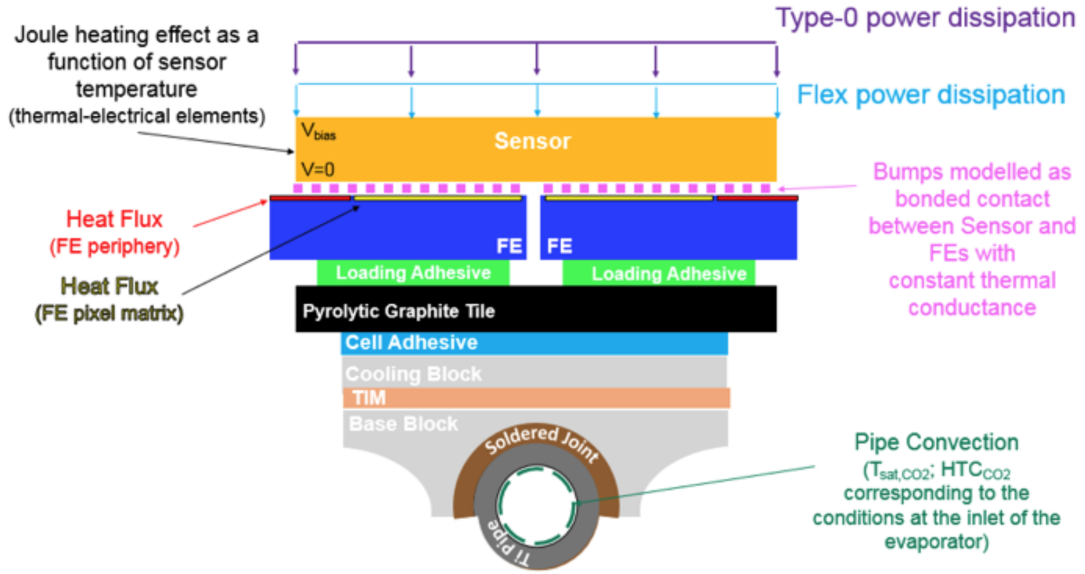 Type-0 power dissipation
Joule heating effect as a
function of sensor
temperature
(thermal-electrical elements)
Flex power dissipation
V_bias
Sensor
V=0
Bumps modelled as
bonded contact
between Sensor and
FEs with
constant thermal
conductance
Heat Flux
(FE periphery)
FE
FE
Heat Flux
(FE pixel matrix)
Loading Adhesive
Loading Adhesive
Pyrolytic Graphite Tile
Cell Adhesive
Cooling Block
TIM
Base Block
Soldered Joint
Ti Pipe
Pipe Convection
(T_sat,CO2; HTC_CO2
corresponding to the
conditions at the inlet of the
evaporator)